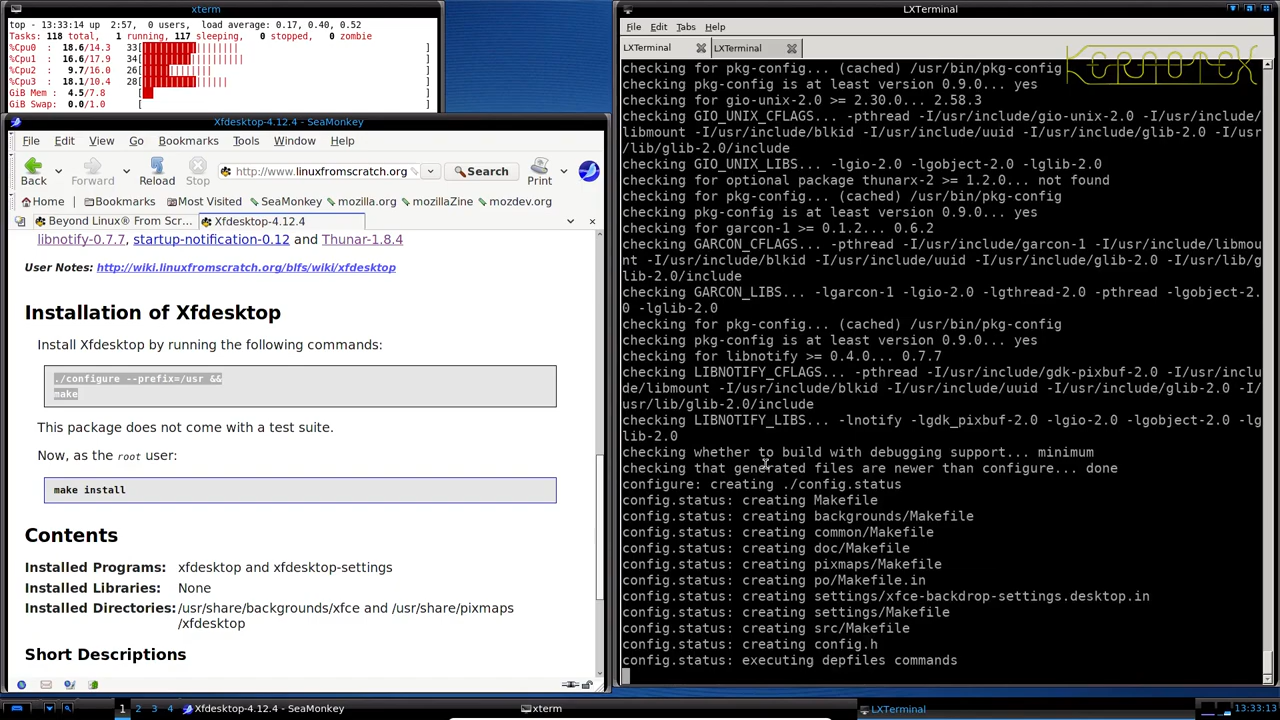 xterm
top - 13:33:14 up  2:57,  0 users,  load average: 0.17, 0.40, 0.52
Tasks: 118 total,   1 running, 117 sleeping,   0 stopped,   0 zombie
%Cpu0  :  18.6/14.3   33[
%Cpu1  :  16.6/17.9   34[
%Cpu2  :   9.7/16.0   26[
%Cpu3  :  18.1/10.4   28[
GiB Mem :  4.5/7.8
GiB Swap:  0.0/1.0
Xfdesktop-4.12.4 - SeaMonkey
File Edit View Go Bookmarks Tools Window Help
Back Forward Reload Stop http://www.linuxfromscratch.org Search Print
Home Bookmarks Most Visited SeaMonkey mozilla.org mozillaZine mozdev.org
Beyond Linux® From Scr... Xfdesktop-4.12.4
libnotify-0.7.7, startup-notification-0.12 and Thunar-1.8.4
User Notes: http://wiki.linuxfromscratch.org/blfs/wiki/xfdesktop
Installation of Xfdesktop
Install Xfdesktop by running the following commands:
./configure --prefix=/usr &&
make
This package does not come with a test suite.
Now, as the root user:
make install
Contents
Installed Programs: xfdesktop and xfdesktop-settings
Installed Libraries: None
Installed Directories: /usr/share/backgrounds/xfce and /usr/share/pixmaps
/xfdesktop
Short Descriptions
LXTerminal
File Edit Tabs Help
LXTerminal LXTerminal
KERNOTEX
checking for pkg-config... (cached) /usr/bin/pkg-config
checking pkg-config is at least version 0.9.0... yes
checking for gio-unix-2.0 >= 2.30.0... 2.58.3
checking GIO_UNIX_CFLAGS... -pthread -I/usr/include/gio-unix-2.0 -I/usr/include/
libmount -I/usr/include/blkid -I/usr/include/uuid -I/usr/include/glib-2.0 -I/usr
/lib/glib-2.0/include
checking GIO_UNIX_LIBS... -lgio-2.0 -lgobject-2.0 -lglib-2.0
checking for optional package thunarx-2 >= 1.2.0... not found
checking for pkg-config... (cached) /usr/bin/pkg-config
checking pkg-config is at least version 0.9.0... yes
checking for garcon-1 >= 0.1.2... 0.6.2
checking GARCON_CFLAGS... -pthread -I/usr/include/garcon-1 -I/usr/include/libmou
nt -I/usr/include/blkid -I/usr/include/uuid -I/usr/include/glib-2.0 -I/usr/lib/g
lib-2.0/include
checking GARCON_LIBS... -lgarcon-1 -lgio-2.0 -lgthread-2.0 -pthread -lgobject-2.
0 -lglib-2.0
checking for pkg-config... (cached) /usr/bin/pkg-config
checking pkg-config is at least version 0.9.0... yes
checking for libnotify >= 0.4.0... 0.7.7
checking LIBNOTIFY_CFLAGS... -pthread -I/usr/include/gdk-pixbuf-2.0 -I/usr/inclu
de/libmount -I/usr/include/blkid -I/usr/include/uuid -I/usr/include/glib-2.0 -I/
usr/lib/glib-2.0/include
checking LIBNOTIFY_LIBS... -lnotify -lgdk_pixbuf-2.0 -lgio-2.0 -lgobject-2.0 -lg
lib-2.0
checking whether to build with debugging support... minimum
checking that generated files are newer than configure... done
configure: creating ./config.status
config.status: creating Makefile
config.status: creating backgrounds/Makefile
config.status: creating common/Makefile
config.status: creating doc/Makefile
config.status: creating pixmaps/Makefile
config.status: creating po/Makefile.in
config.status: creating settings/xfce-backdrop-settings.desktop.in
config.status: creating settings/Makefile
config.status: creating src/Makefile
config.status: creating config.h
config.status: executing depfiles commands
1 2 3 4 Xfdesktop-4.12.4 - SeaMonkey xterm LXTerminal 13:33:13